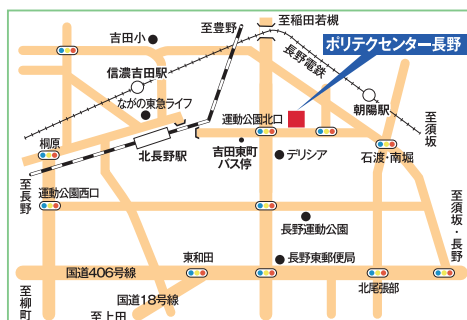 至稲田若槻
至豊野
吉田小
ポリテクセンター長野
長野電鉄
信濃吉田駅
朝陽駅
ながの東急ライフ
運動公園北口
至須坂
桐原
吉田東町
バス停
デリシア
北長野駅
石渡・南堀
至長野
運動公園西口
至須坂・長野
長野運動公園
東和田
長野東郵便局
国道406号線
北尾張部
国道18号線
至柳町
至上田